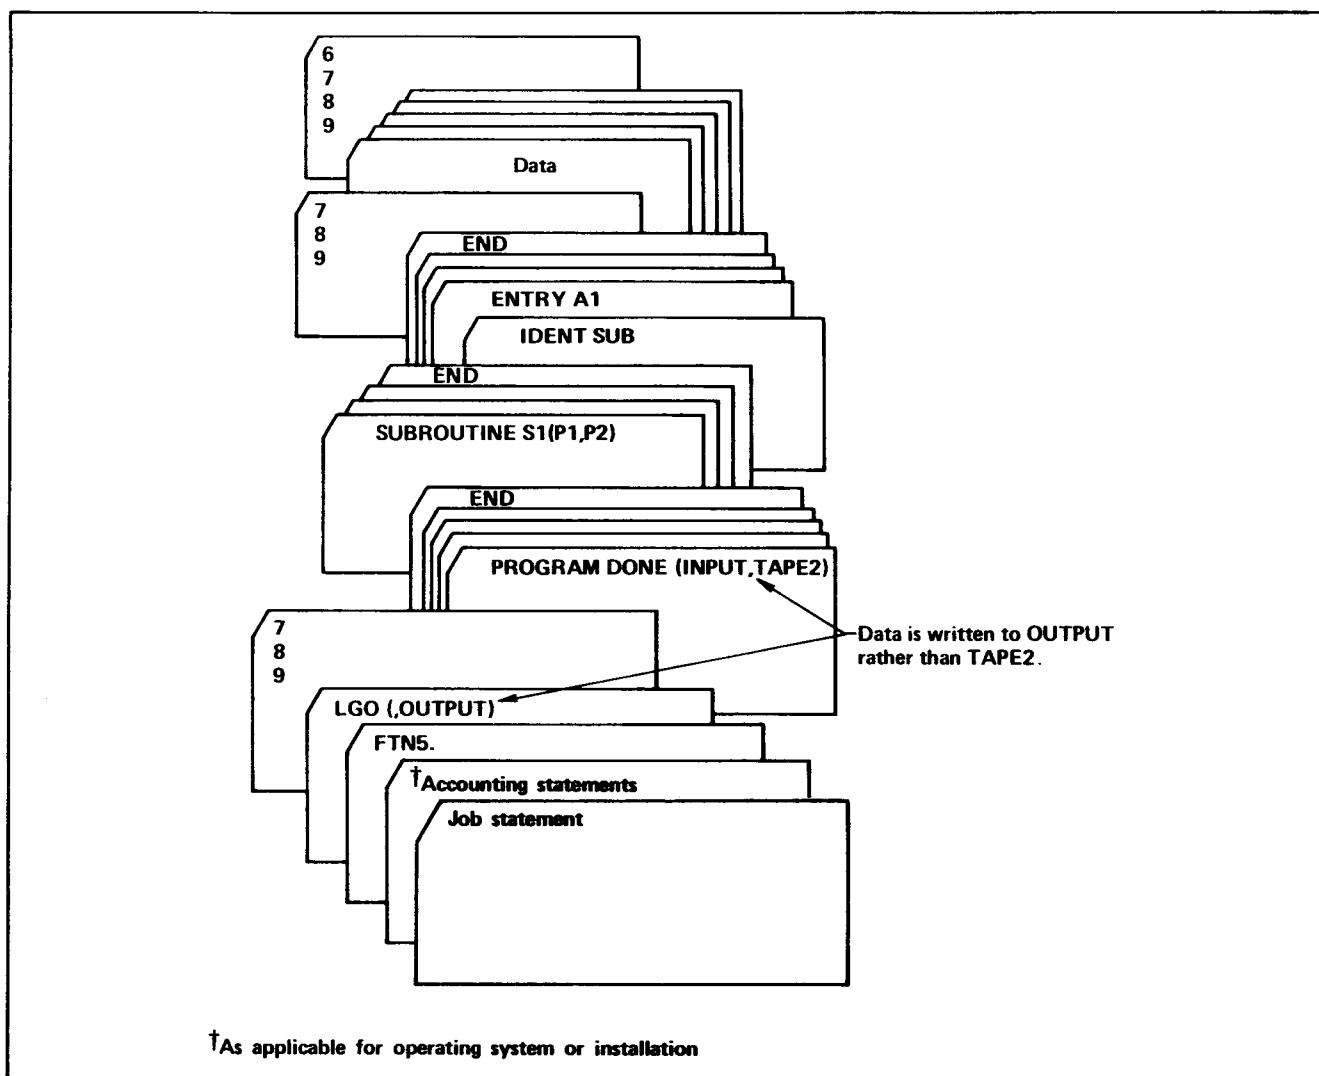 6
7
8
9
Data
7
8
9
END
ENTRY A1
IDENT SUB
END
SUBROUTINE S1(P1,P2)
END
PROGRAM DONE (INPUT,TAPE2)
Data is written to OUTPUT
rather than TAPE2.
7
8
9
LGO (,OUTPUT)
FTN5.
†Accounting statements
Job statement
†As applicable for operating system or installation